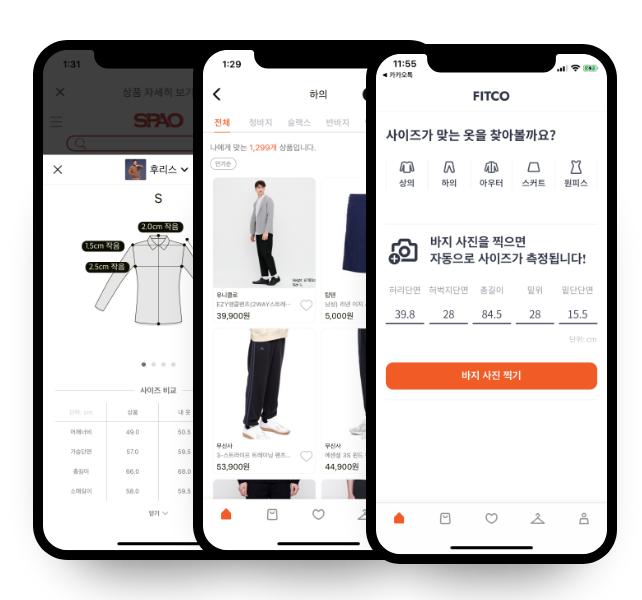 1:31
상품 자세히 보기
SPAO
후리스
S
2.0cm 작음
1.5cm 작음
2.5cm 작음
사이즈 비교
단위: cm 상품 내 옷
어깨너비 49.0 50.5
가슴단면 57.0 59.5
총길이 66.0 68.0
소매길이 58.0 59.5
닫기
1:29
하의
전체 청바지 슬랙스 반바지
나에게 맞는 1,299개 상품입니다.
인기순
유니클로
EZY앵클팬츠(2WAY스트레…
39,900원
탑텐
남성) 리넨 이지
5,000원
무신사
3-스트라이프 트레이닝 팬츠…
53,900원
무신사
에센셜 3S 윈드
44,900원
11:55
카카오톡
FITCO
사이즈가 맞는 옷을 찾아볼까요?
상의 하의 아우터 스커트 원피스
바지 사진을 찍으면
자동으로 사이즈가 측정됩니다!
허리단면 허벅지단면 총길이 밑위 밑단단면
39.8 28 84.5 28 15.5
단위: cm
바지 사진 찍기